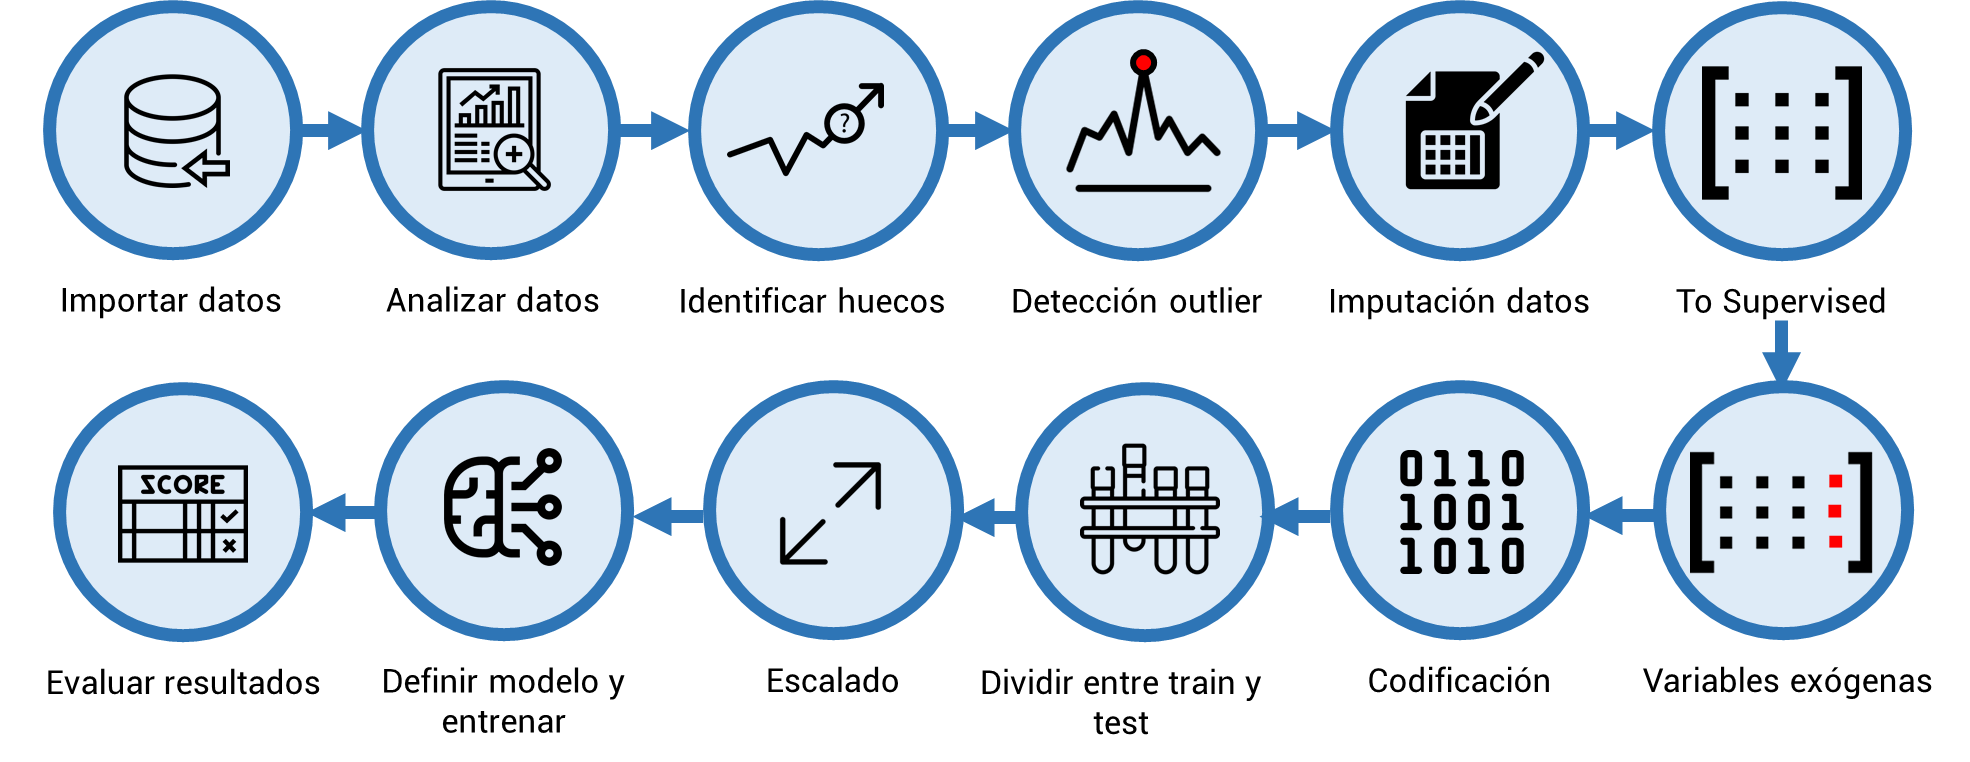 ?
Importar datos
Analizar datos
Identificar huecos
Detección outlier
Imputación datos
To Supervised
SCORE
0110
1001
1010
Evaluar resultados
Definir modelo y
entrenar
Escalado
Dividir entre train y
test
Codificación
Variables exógenas